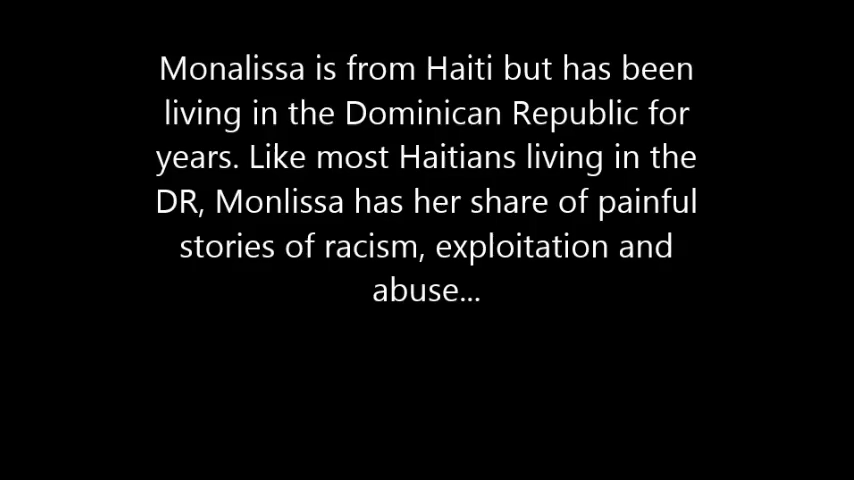 Monalissa is from Haiti but has been
living in the Dominican Republic for
years. Like most Haitians living in the
DR, Monlissa has her share of painful
stories of racism, exploitation and
abuse...